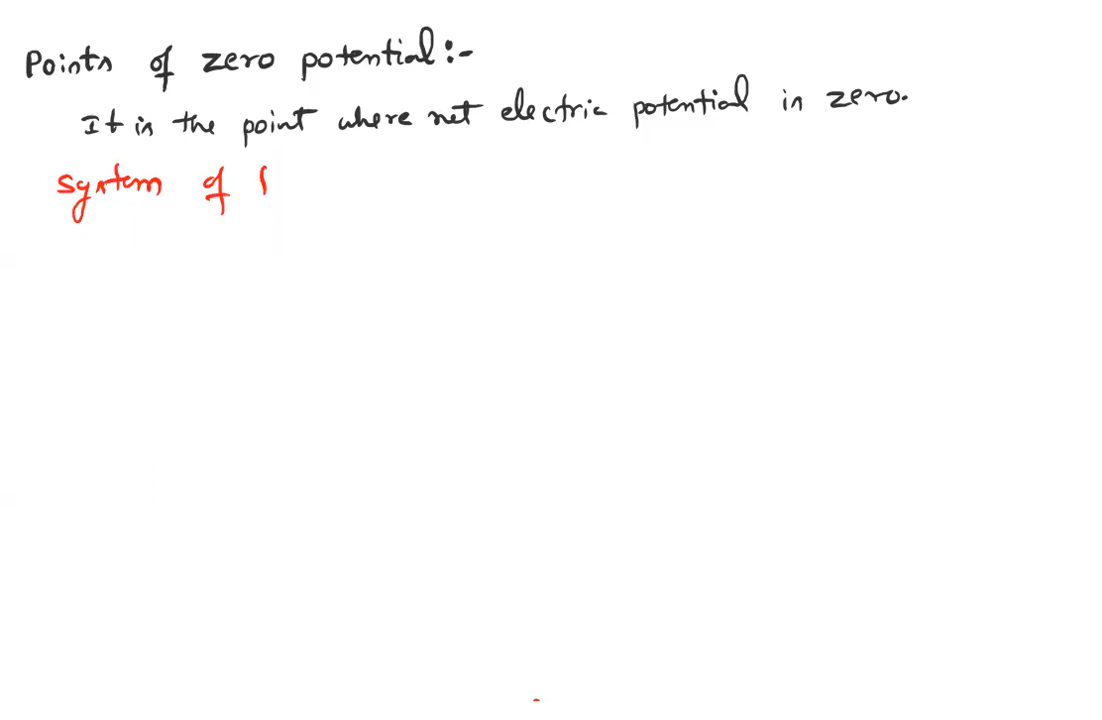 Points of zero potential:-
It is the point where net electric potential is zero.
System of